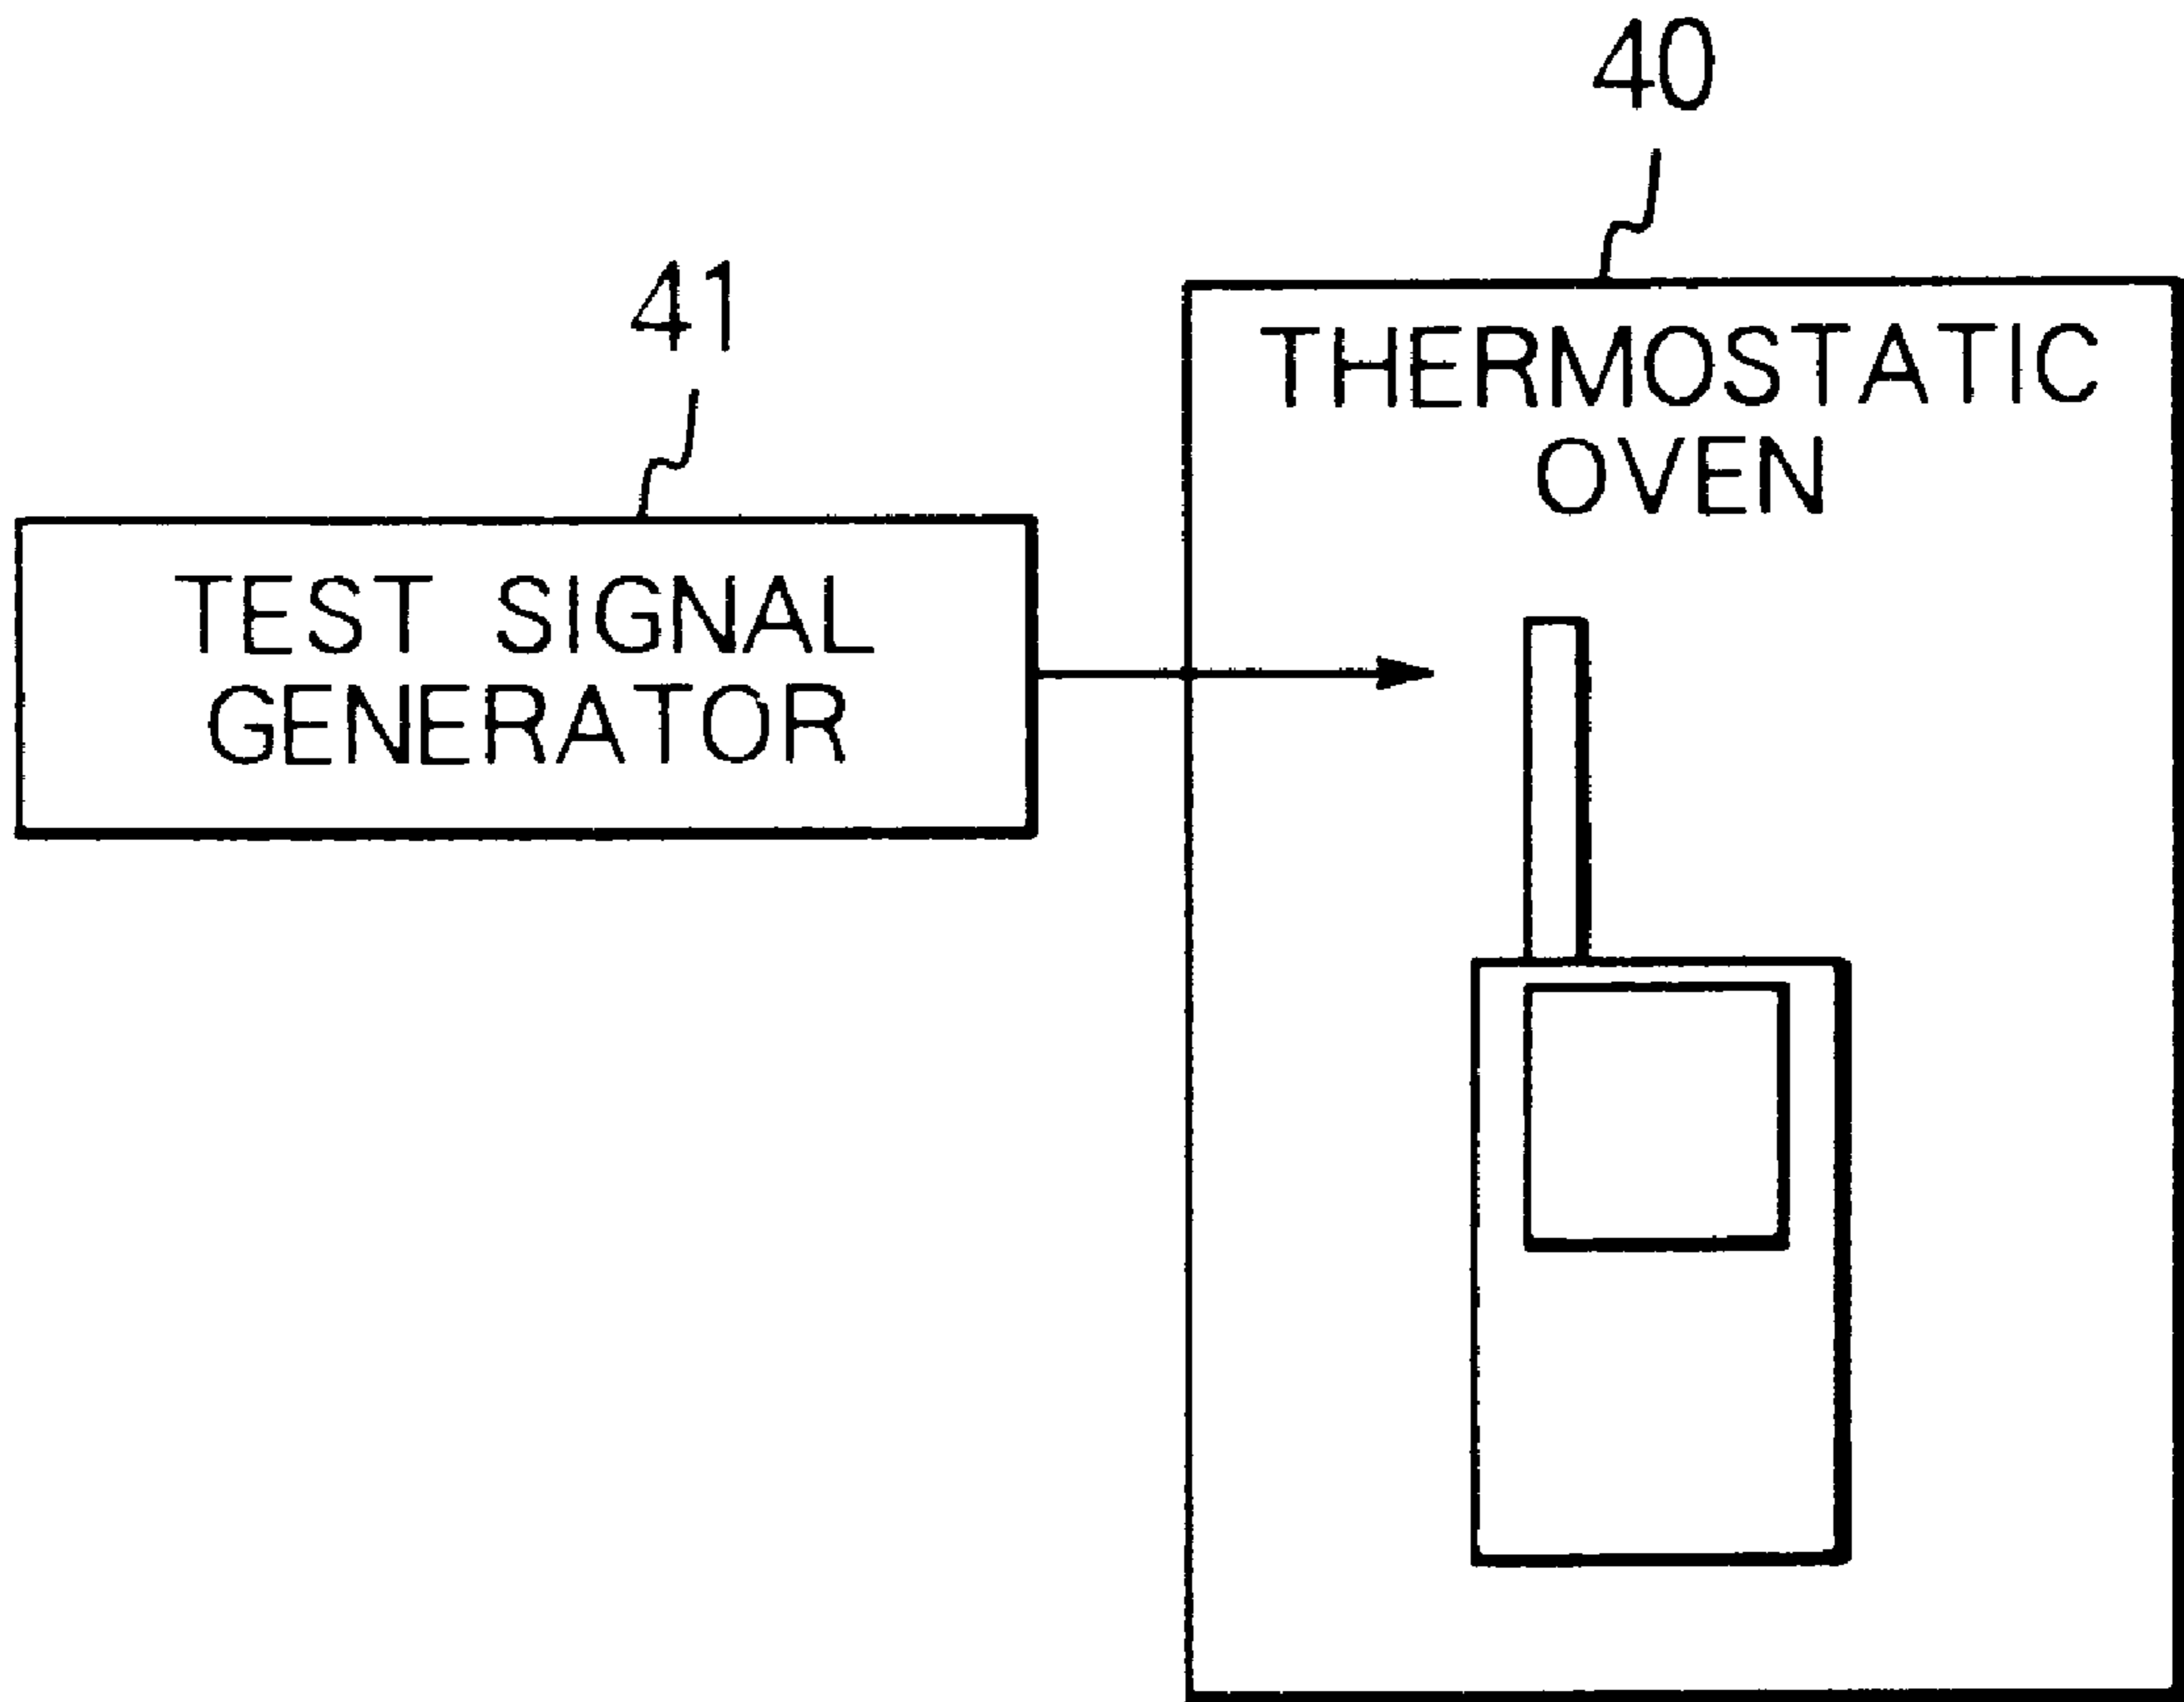 40
41
THERMOSTATIC
OVEN
TEST SIGNAL
GENERATOR